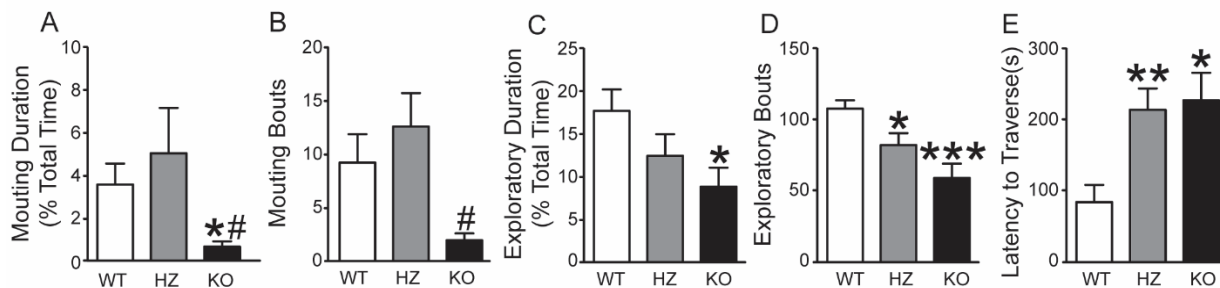 A
Mouting Duration
(% Total Time)
10
8
6
4
2
0
*#
WT HZ KO
B
Mouting Bouts
20
15
10
5
0
#
WT HZ KO
C
Exploratory Duration
(% Total Time)
25
20
15
10
5
0
*
WT HZ KO
D
Exploratory Bouts
150
100
50
0
*
***
WT HZ KO
E
Latency to Traverse(s)
300
200
100
0
**
*
WT HZ KO